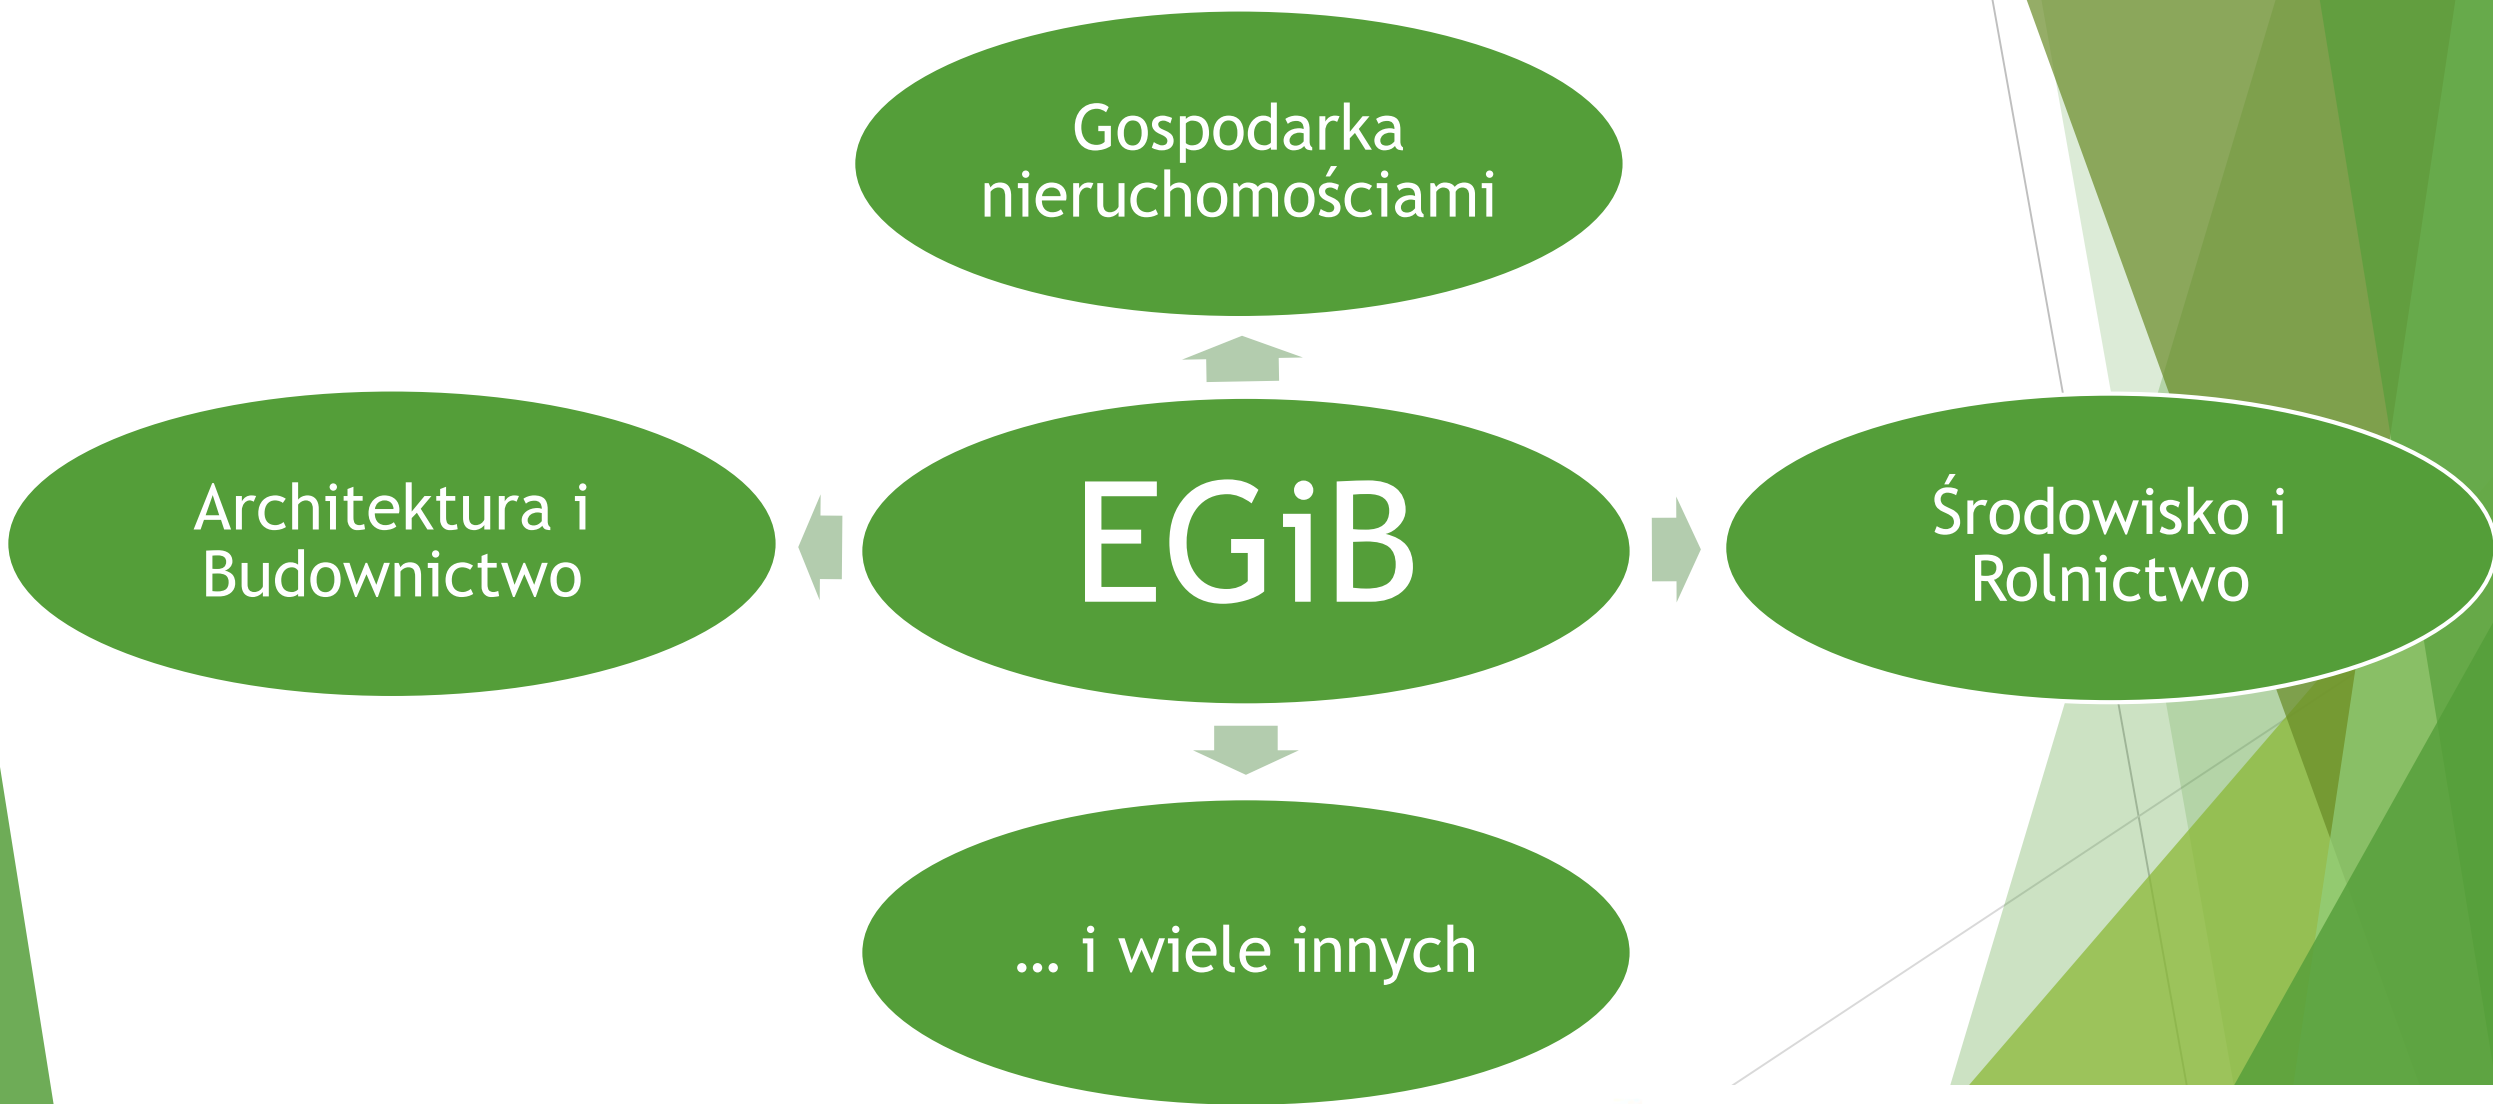 Gospodarka
nieruchomościami
Architektura i
Budownictwo
EGiB
Środowisko i
Rolnictwo
... i wiele innych